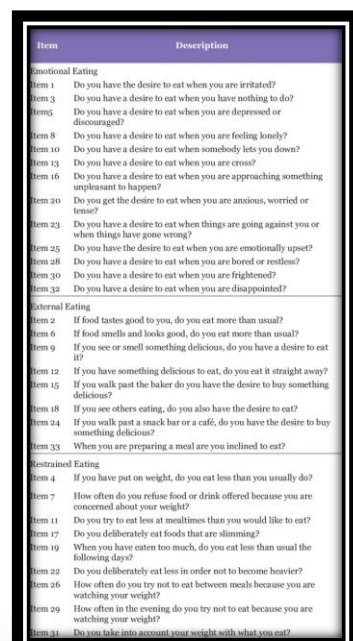 Item Description
Emotional Eating
Item 1 Do you have the desire to eat when you are irritated?
Item 3 Do you have a desire to eat when you have nothing to do?
Item5 Do you have a desire to eat when you are depressed or
discouraged?
Item 8 Do you have a desire to eat when you are feeling lonely?
Item 10 Do you have a desire to eat when somebody lets you down?
Item 13 Do you have a desire to eat when you are cross?
Item 16 Do you have a desire to eat when you are approaching something
unpleasant to happen?
Item 20 Do you get the desire to eat when you are anxious, worried or
tense?
Item 23 Do you have a desire to eat when things are going against you or
when things have gone wrong?
Item 25 Do you have the desire to eat when you are emotionally upset?
Item 28 Do you have a desire to eat when you are bored or restless?
Item 30 Do you have a desire to eat when you are frightened?
Item 32 Do you have a desire to eat when you are disappointed?
External Eating
Item 2 If food tastes good to you, do you eat more than usual?
Item 6 If food smells and looks good, do you eat more than usual?
Item 9 If you see or smell something delicious, do you have a desire to eat
it?
Item 12 If you have something delicious to eat, do you eat it straight away?
Item 15 If you walk past the baker do you have the desire to buy something
delicious?
Item 18 If you see others eating, do you also have the desire to eat?
Item 24 If you walk past a snack bar or a café, do you have the desire to buy
something delicious?
Item 33 When you are preparing a meal are you inclined to eat?
Restrained Eating
Item 4 If you have put on weight, do you eat less than you usually do?
Item 7 How often do you refuse food or drink offered because you are
concerned about your weight?
Item 11 Do you try to eat less at mealtimes than you would like to eat?
Item 17 Do you deliberately eat foods that are slimming?
Item 19 When you have eaten too much, do you eat less than usual the
following days?
Item 22 Do you deliberately eat less in order not to become heavier?
Item 26 How often do you try not to eat between meals because you are
watching your weight?
Item 29 How often in the evening do you try not to eat because you are
watching your weight?
Item 31 Do you take into account your weight with what you eat?